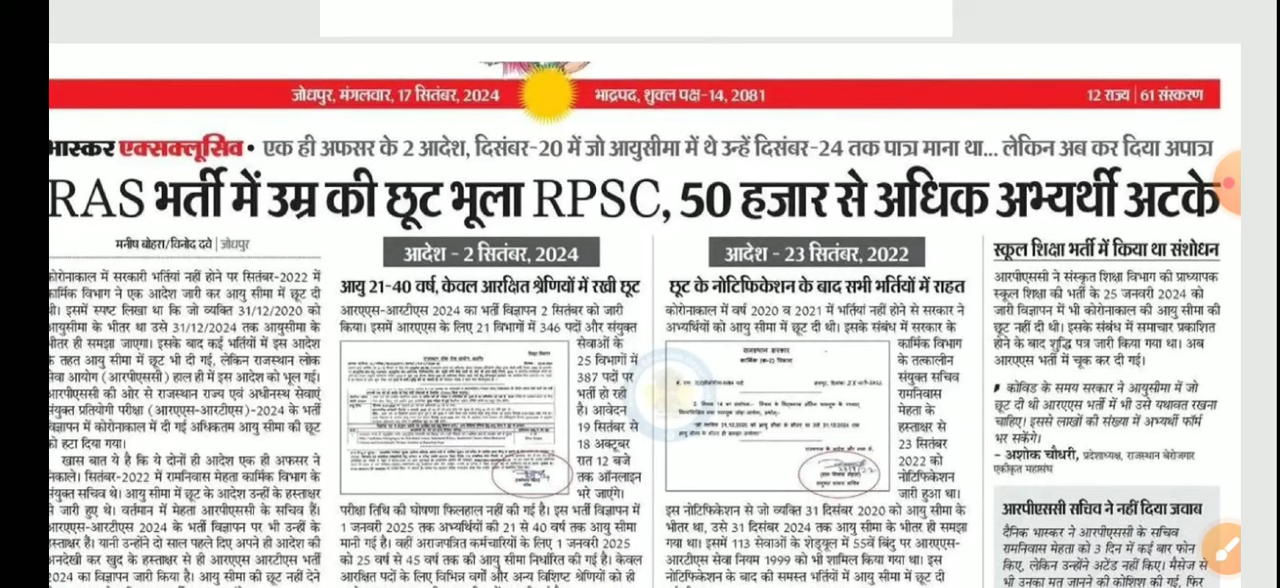 जोधपुर, मंगलवार, 17 सितंबर, 2024
भाद्रपद, शुक्ल पक्ष-14, 2081
12 राज्य | 61 संस्करण
भास्कर एक्सक्लूसिव • एक ही अफसर के 2 आदेश, दिसंबर-20 में जो आयुसीमा में थे उन्हें दिसंबर-24 तक पात्र माना था... लेकिन अब कर दिया अपात्र
RAS भर्ती में उम्र की छूट भूला RPSC, 50 हजार से अधिक अभ्यर्थी अटके
मनीष बोहरा/विनोद दवे | जोधपुर
कोरोनाकाल में सरकारी भर्तियां नहीं होने पर सितंबर-2022 में
कार्मिक विभाग ने एक आदेश जारी कर आयु सीमा में छूट दी
थी। इसमें स्पष्ट लिखा था कि जो व्यक्ति 31/12/2020 को
आयुसीमा के भीतर था उसे 31/12/2024 तक आयुसीमा के
भीतर ही समझा जाएगा। इसके बाद कई भर्तियों में इस आदेश
के तहत आयु सीमा में छूट भी दी गई, लेकिन राजस्थान लोक
सेवा आयोग (आरपीएससी) हाल ही में इस आदेश को भूल गई।
आरपीएससी की ओर से राजस्थान राज्य एवं अधीनस्थ सेवाएं
संयुक्त प्रतियोगी परीक्षा (आरएएस-आरटीएस)-2024 के भर्ती
विज्ञापन में कोरोनाकाल में दी गई अधिकतम आयु सीमा की छूट
को हटा दिया गया।
खास बात ये है कि ये दोनों ही आदेश एक ही अफसर ने
निकाले। सितंबर-2022 में रामनिवास मेहता कार्मिक विभाग के
संयुक्त सचिव थे। आयु सीमा में छूट के आदेश उन्हीं के हस्ताक्षर
से जारी हुए थे। वर्तमान में मेहता आरपीएससी के सचिव हैं।
आरएएस-आरटीएस 2024 के भर्ती विज्ञापन पर भी उन्हीं के
हस्ताक्षर हैं। यानी उन्होंने दो साल पहले दिए अपने ही आदेश की
अनदेखी कर खुद के हस्ताक्षर से ही आरएएस आरटीएस भर्ती
2024 का विज्ञापन जारी किया है। आयु सीमा की छूट नहीं देने
आदेश - 2 सितंबर, 2024
आयु 21-40 वर्ष, केवल आरक्षित श्रेणियों में रखी छूट
आरएएस-आरटीएस 2024 का भर्ती विज्ञापन 2 सितंबर को जारी
किया। इसमें आरएएस के लिए 21 विभागों में 346 पदों और संयुक्त
सेवाओं के
25 विभागों में
387 पदों पर
भर्ती हो रही
है। आवेदन
19 सितंबर से
18 अक्टूबर
रात 12 बजे
तक ऑनलाइन
भरे जाएंगे।
परीक्षा तिथि की घोषणा फिलहाल नहीं की गई है। इस भर्ती विज्ञापन में
1 जनवरी 2025 तक अभ्यर्थियों की 21 से 40 वर्ष तक आयु सीमा
मानी गई है। वहीं अराजपत्रित कर्मचारियों के लिए 1 जनवरी 2025
को 25 वर्ष से 45 वर्ष तक की आयु सीमा निर्धारित की गई है। केवल
आरक्षित पदों के लिए विभिन्न वर्गों और अन्य विशिष्ट श्रेणियों को ही
आदेश - 23 सितंबर, 2022
छूट के नोटिफिकेशन के बाद सभी भर्तियों में राहत
कोरोनाकाल में वर्ष 2020 व 2021 में भर्तियां नहीं होने से सरकार ने
अभ्यर्थियों को आयु सीमा में छूट दी थी। इसके संबंध में सरकार के
राजस्थान सरकार
कार्मिक (क-2) विभाग
कार्मिक विभाग
के तत्कालीन
संयुक्त सचिव
रामनिवास
मेहता के
हस्ताक्षर से
23 सितंबर
2022 को
नोटिफिकेशन
जारी हुआ था।
इस नोटिफिकेशन से जो व्यक्ति 31 दिसंबर 2020 को आयु सीमा के
भीतर था, उसे 31 दिसंबर 2024 तक आयु सीमा के भीतर ही समझा
गया था। इसमें 113 सेवाओं के शेड्यूल में 55वें बिंदु पर आरएएस-
आरटीएस सेवा नियम 1999 को भी शामिल किया गया था। इस
नोटिफिकेशन के बाद की समस्त भर्तियों में आयु सीमा में छूट दी
स्कूल शिक्षा भर्ती में किया था संशोधन
आरपीएससी ने संस्कृत शिक्षा विभाग की प्राध्यापक
स्कूल शिक्षा की भर्ती के 25 जनवरी 2024 को
जारी विज्ञापन में भी कोरोनाकाल की आयुसीमा की
छूट नहीं दी थी। इसके संबंध में समाचार प्रकाशित
होने के बाद शुद्धि पत्र जारी किया गया था। अब
आरएएस भर्ती में चूक कर दी गई।
कोविड के समय सरकार ने आयुसीमा में जो
छूट दी थी आरएएस भर्ती में भी उसे यथावत रखना
चाहिए। इससे लाखों की संख्या में अभ्यर्थी फॉर्म
भर सकेंगे।
- अशोक चौधरी, प्रदेशाध्यक्ष, राजस्थान बेरोजगार
एकीकृत महासंघ
आरपीएससी सचिव ने नहीं दिया जवाब
दैनिक भास्कर ने आरपीएससी के सचिव
रामनिवास मेहता को 3 दिन में कई बार फोन
किए, लेकिन उन्होंने अटेंड नहीं किए। मैसेज से
भी उनका मत जानने की कोशिश की गई, फिर